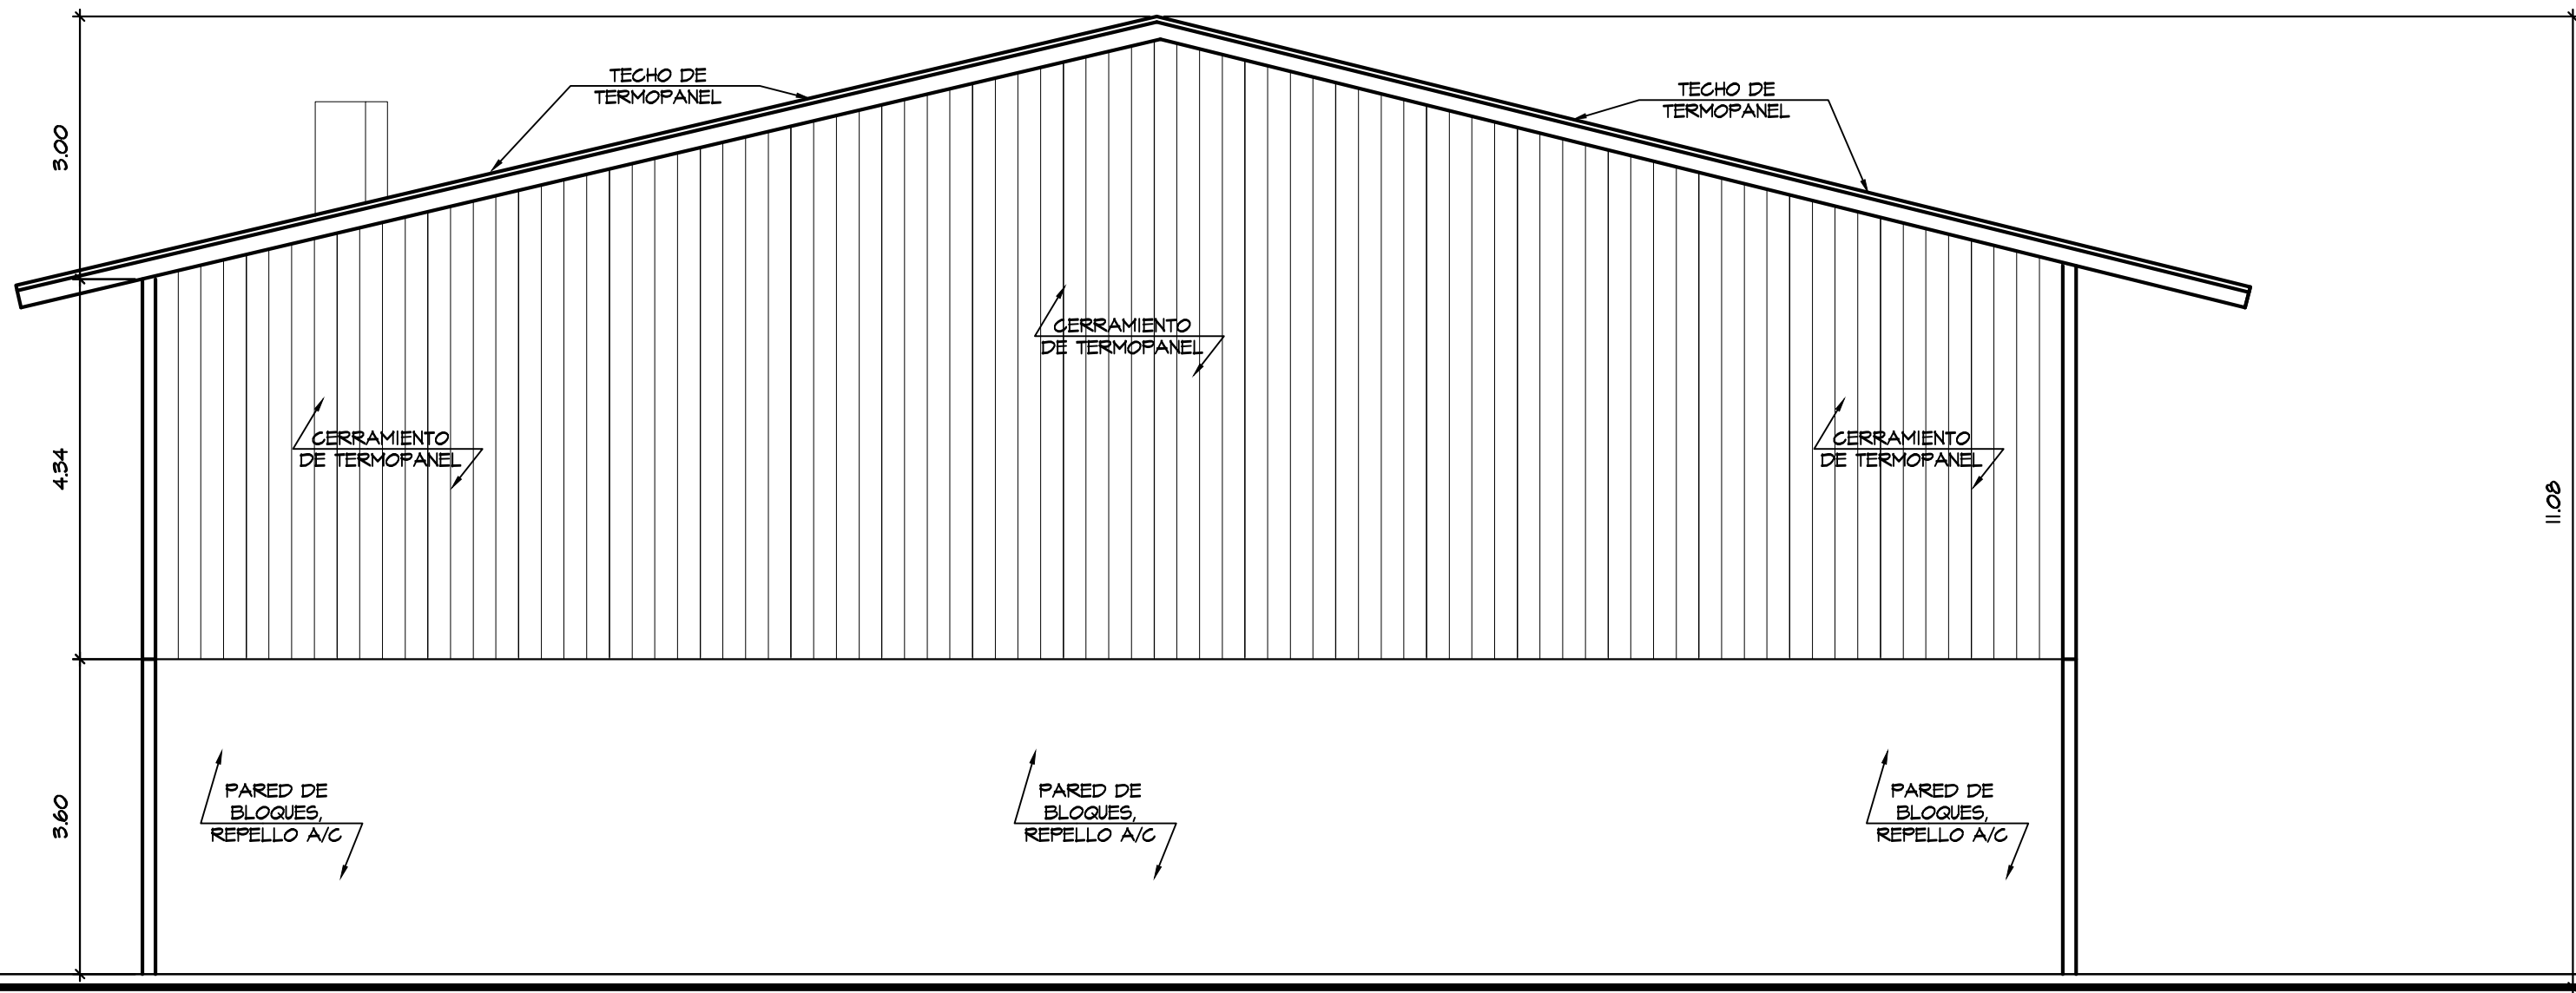 TECHO DE
TERMOPANEL
TECHO DE
TERMOPANEL
3.00
CERRAMIENTO
DE TERMOPANEL
CERRAMIENTO
DE TERMOPANEL
CERRAMIENTO
DE TERMOPANEL
4.34
11.08
PARED DE
BLOQUES,
REPELLO A/C
PARED DE
BLOQUES,
REPELLO A/C
PARED DE
BLOQUES,
REPELLO A/C
3.60